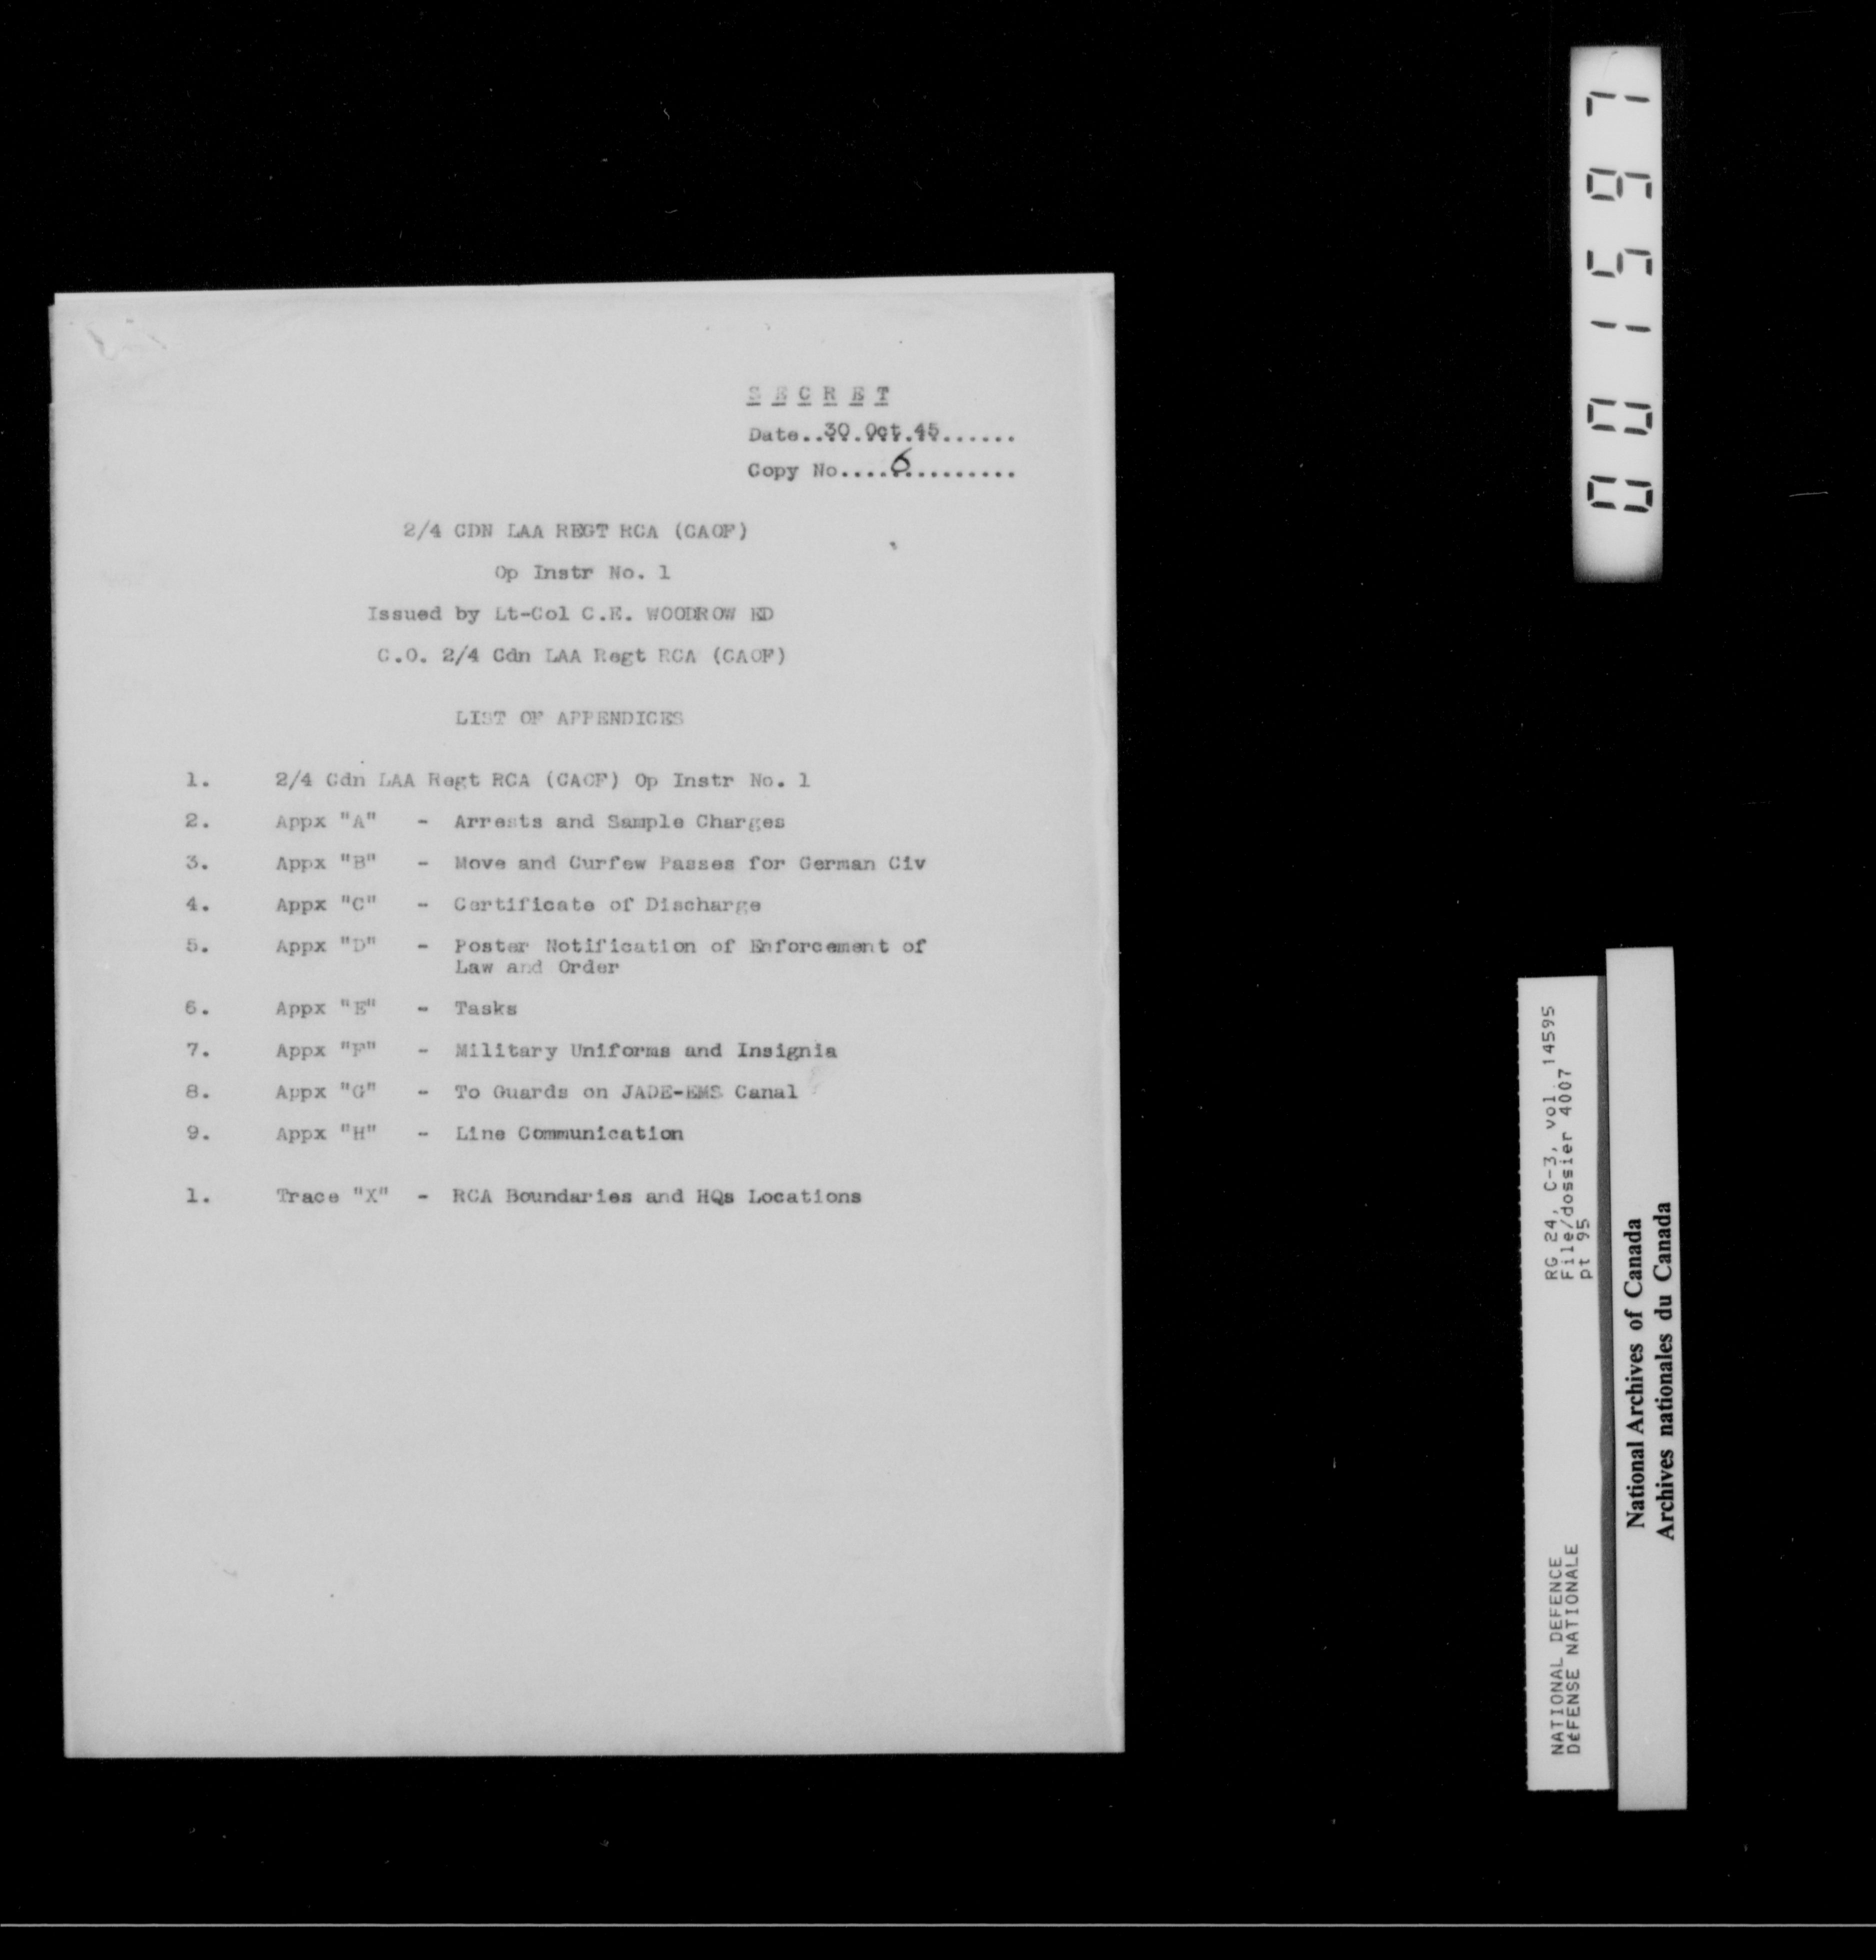 S E C R E T
Date..30.Oct.45......
Copy No....6.........
2/4 CDN LAA REGT RCA (CAOF)
Op Instr No. 1
Issued by Lt-Col C.E. WOODROW ED
C.O. 2/4 Cdn LAA Regt RCA (CAOF)
LIST OF APPENDICES
1. 2/4 Cdn LAA Regt RCA (CAOF) Op Instr No. 1
2. Appx "A" - Arrests and Sample Charges
3. Appx "B" - Move and Curfew Passes for German Civ
4. Appx "C" - Certificate of Discharge
5. Appx "D" - Poster Notification of Enforcement of
Law and Order
6. Appx "E" - Tasks
7. Appx "F" - Military Uniforms and Insignia
8. Appx "G" - To Guards on JADE-EMS Canal
9. Appx "H" - Line Communication
1. Trace "X" - RCA Boundaries and HQs Locations
001597
RG 24, C-3, vol. 14595
File/dossier 4007
pt 95
NATIONAL DEFENCE
DéFENSE NATIONALE
National Archives of Canada
Archives nationales du Canada